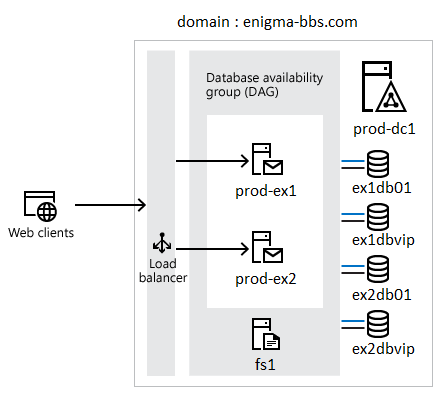 domain : enigma-bbs.com
Database availability
group (DAG)
prod-dc1
prod-ex1
ex1db01
Web clients
ex1dbvip
Load
balancer
prod-ex2
ex2db01
fs1
ex2dbvip